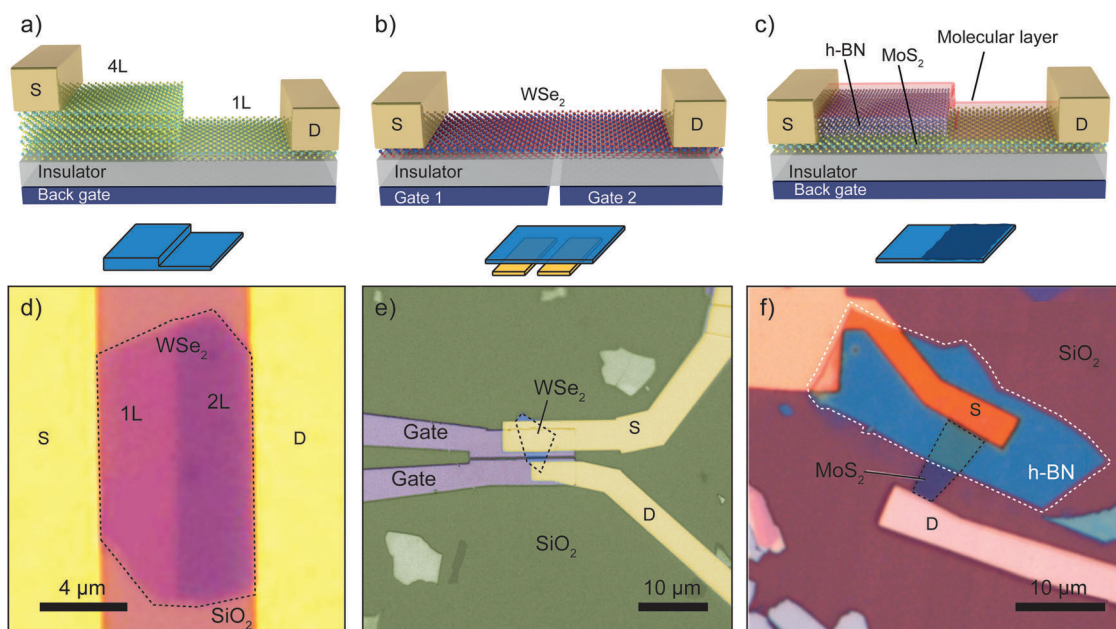 a)
4L
1L
S
D
Insulator
Back gate
b)
WSe₂
S
D
Insulator
Gate 1
Gate 2
c)
Molecular layer
h-BN
MoS₂
S
D
Insulator
Back gate
d)
WSe₂
1L
2L
S
D
4 µm
SiO₂
e)
WSe₂
Gate
S
Gate
D
SiO₂
10 µm
f)
SiO₂
S
MoS₂
h-BN
D
10 µm